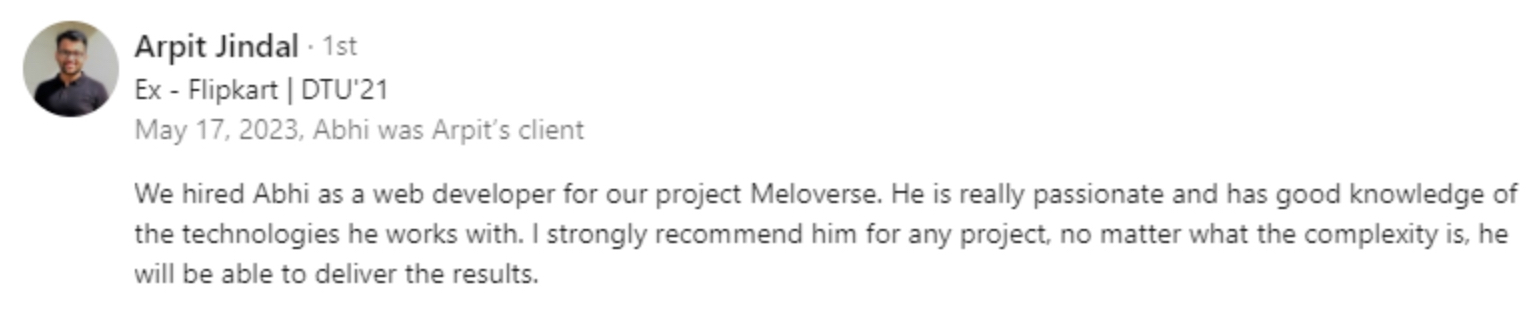 Arpit Jindal · 1st
Ex - Flipkart | DTU'21
May 17, 2023, Abhi was Arpit’s client
We hired Abhi as a web developer for our project Meloverse. He is really passionate and has good knowledge of
the technologies he works with. I strongly recommend him for any project, no matter what the complexity is, he
will be able to deliver the results.